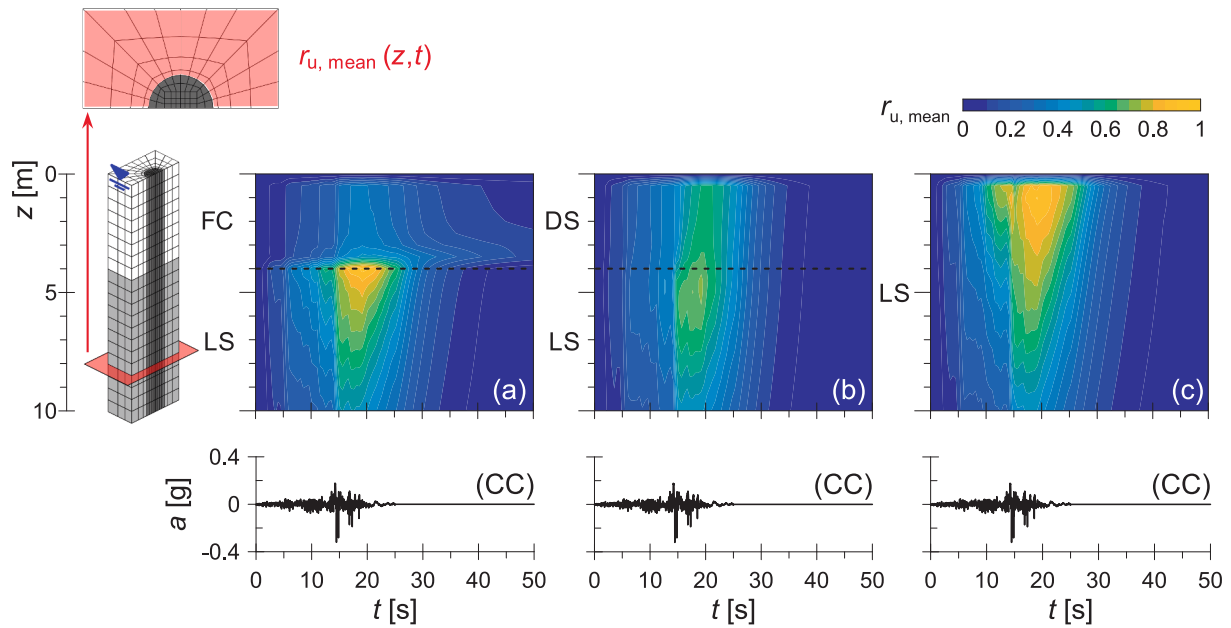 r u, mean (z,t)
r u, mean
0 0.2 0.4 0.6 0.8 1
z [m]
0
5
10
FC
LS
(a)
DS
LS
(b)
LS
(c)
a [g]
0.4
0
-0.4
(CC)
(CC)
(CC)
0 10 20 30 40 50
0 10 20 30 40 50
0 10 20 30 40 50
t [s]
t [s]
t [s]